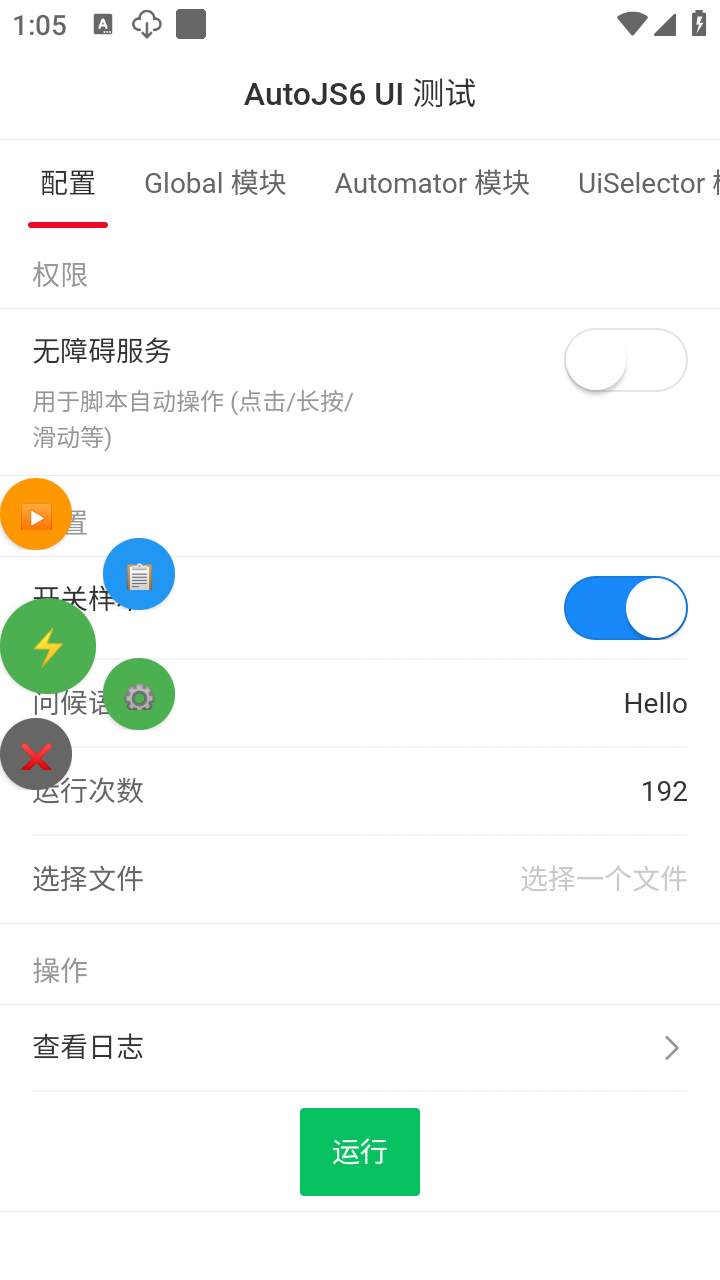 1:05
AutoJS6 UI 测试
配置 Global 模块 Automator 模块 UiSelector
权限
无障碍服务
用于脚本自动操作 (点击/长按/
滑动等)
置
开关样
问候语 Hello
运行次数 192
选择文件 选择一个文件
操作
查看日志
运行